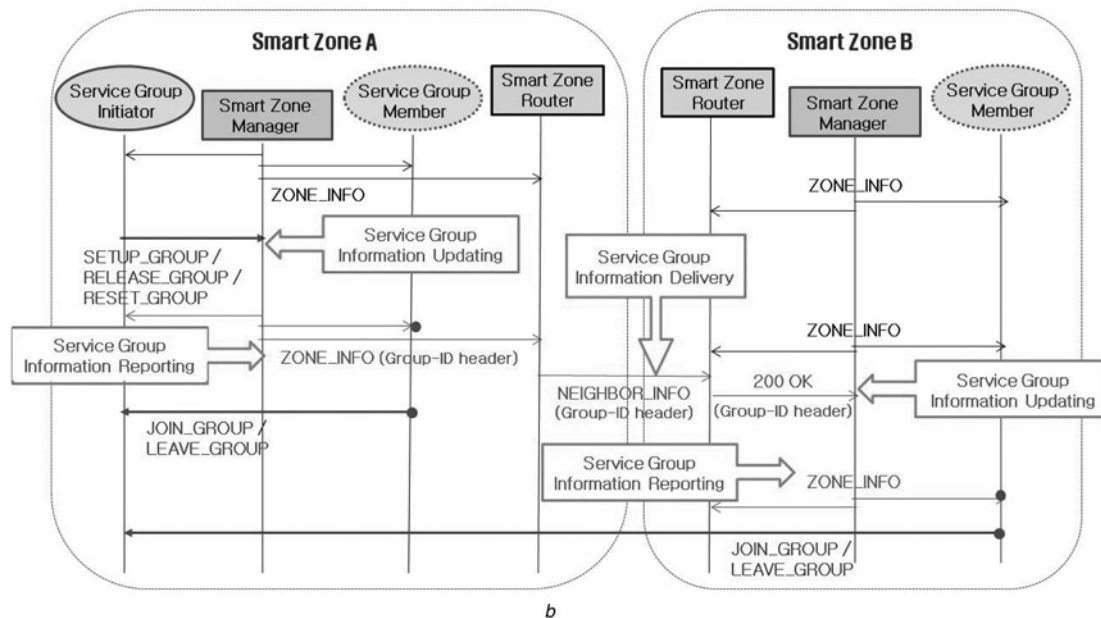 Smart Zone A
Smart Zone B
Service Group
Initiator
Smart Zone
Manager
Service Group
Member
Smart Zone
Router
Smart Zone
Router
Smart Zone
Manager
Service Group
Member
ZONE_INFO
ZONE_INFO
Service Group
Information Updating
SETUP_GROUP /
RELEASE_GROUP /
RESET_GROUP
Service Group
Information Delivery
ZONE_INFO
Service Group
Information Reporting
ZONE_INFO (Group-ID header)
NEIGHBOR_INFO
(Group-ID header)
200 OK
(Group-ID header)
Service Group
Information Updating
JOIN_GROUP /
LEAVE_GROUP
Service Group
Information Reporting
ZONE_INFO
JOIN_GROUP /
LEAVE_GROUP
b